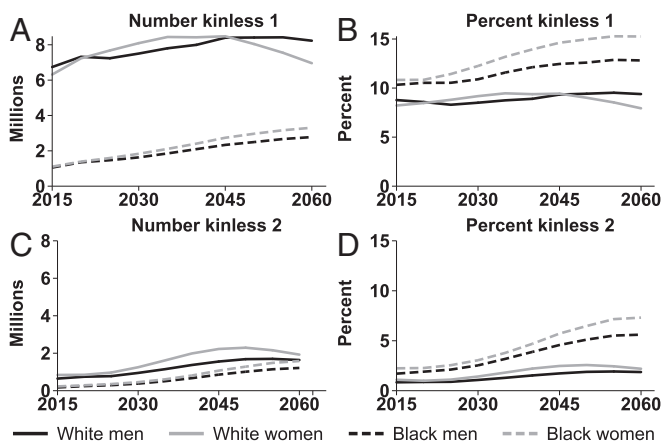 A
Number kinless 1
Millions
8
6
4
2
0
2015 2030 2045 2060
B
Percent kinless 1
Percent
15
10
5
0
2015 2030 2045 2060
C
Number kinless 2
Millions
8
6
4
2
0
2015 2030 2045 2060
D
Percent kinless 2
Percent
15
10
5
0
2015 2030 2045 2060
White men White women Black men Black women